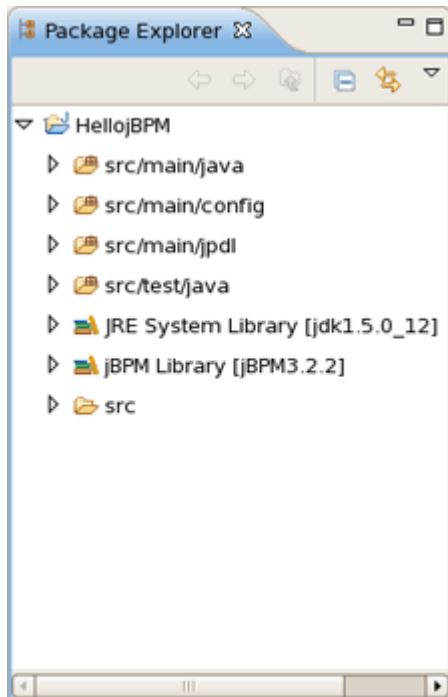 Package Explorer
HellojBPM
src/main/java
src/main/config
src/main/jpdl
src/test/java
JRE System Library [jdk1.5.0_12]
jBPM Library [jBPM3.2.2]
src